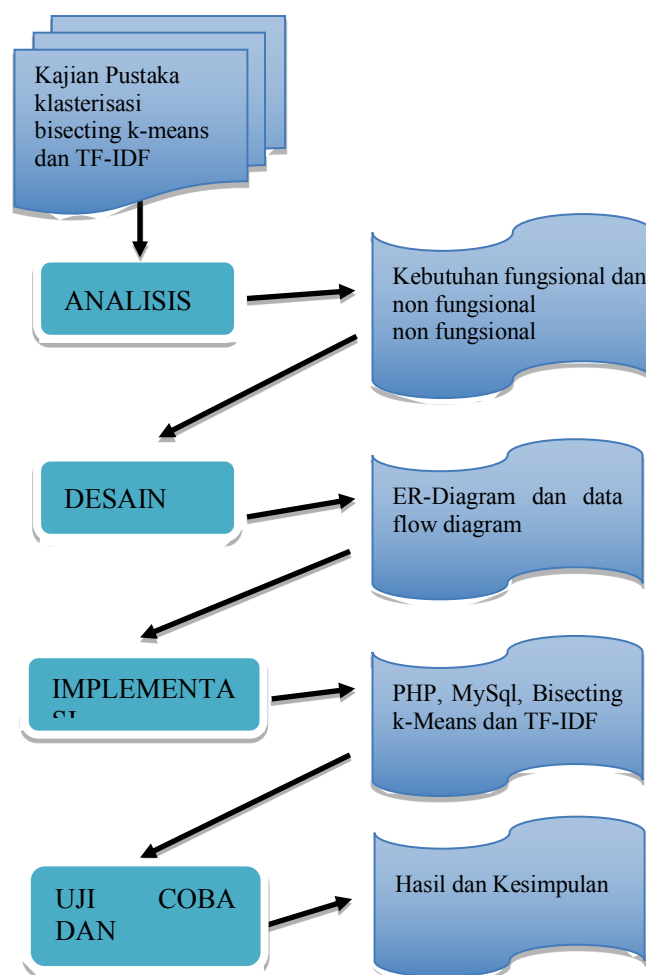 Kajian Pustaka
klasterisasi
bisecting k-means
dan TF-IDF
ANALISIS
Kebutuhan fungsional dan
non fungsional
non fungsional
DESAIN
ER-Diagram dan data
flow diagram
IMPLEMENTA
SI
PHP, MySql, Bisecting
k-Means dan TF-IDF
UJI COBA
DAN
Hasil dan Kesimpulan